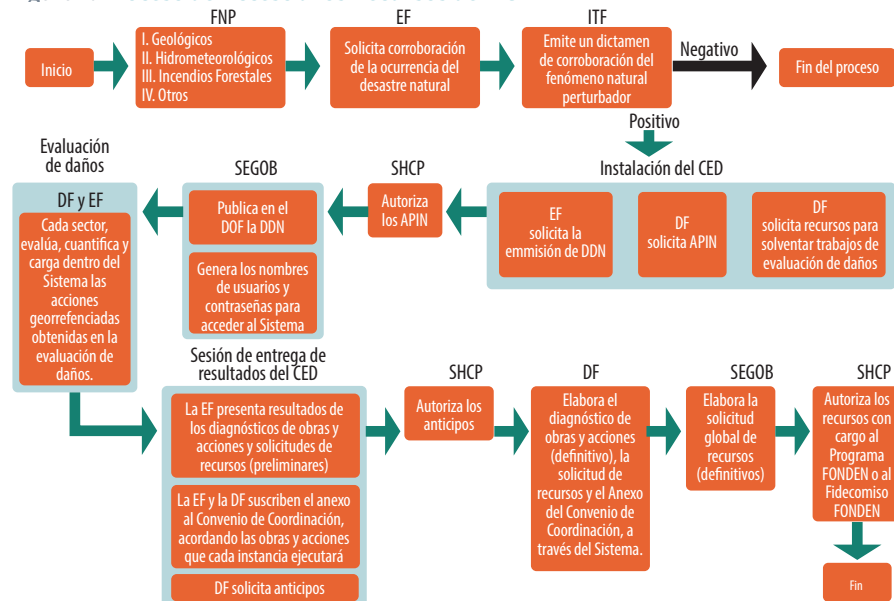 FNP
EF
ITF
Inicio
I. Geológicos
II. Hidrometeorológicos
III. Incendios Forestales
IV. Otros
Solicita corroboración
de la ocurrencia del
desastre natural
Emite un dictamen
de corroboración del
fenómeno natural
perturbador
Negativo
Fin del proceso
Positivo
Instalación del CED
EF
solicita la
emmisión de DDN
DF
solicita APIN
DF
solicita recursos para
solventar trabajos de
evaluación de daños
SHCP
Autoriza
los APIN
SEGOB
Publica en el
DOF la DDN
Genera los nombres
de usuarios y
contraseñas para
acceder al Sistema
Evaluación
de daños
DF y EF
Cada sector,
evalúa, cuantifica y
carga dentro del
Sistema las
acciones
georrefenciadas
obtenidas en la
evaluación de
daños.
Sesión de entrega de
resultados del CED
La EF presenta resultados de
los diagnósticos de obras y
acciones y solicitudes de
recursos (preliminares)
La EF y la DF suscriben el anexo
al Convenio de Coordinación,
acordando las obras y acciones
que cada instancia ejecutará
DF solicita anticipos
SHCP
Autoriza los
anticipos
DF
Elabora el
diagnóstico de
obras y acciones
(definitivo), la
solicitud de
recursos y el Anexo
del Convenio de
Coordinación, a
través del Sistema.
SEGOB
Elabora la
solicitud
global de
recursos
(definitivos)
SHCP
Autoriza los
recursos con
cargo al
Programa
FONDEN o al
Fidecomiso
FONDEN
Fin